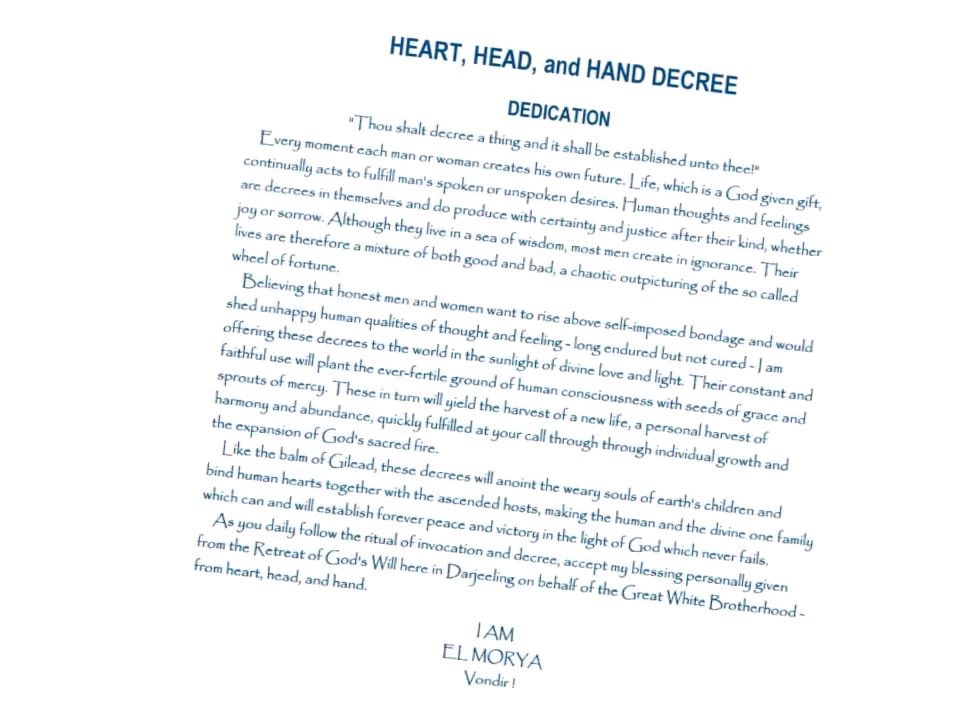 HEART, HEAD, and HAND DECREE
DEDICATION
"Thou shalt decree a thing and it shall be established unto thee!"
Every moment each man or woman creates his own future. Life, which is a God given gift,
continually acts to fulfill man's spoken or unspoken desires. Human thoughts and feelings
are decrees in themselves and do produce with certainty and justice after their kind, whether
joy or sorrow. Although they live in a sea of wisdom, most men create in ignorance. Their
lives are therefore a mixture of both good and bad, a chaotic outpicturing of the so called
wheel of fortune.
Believing that honest men and women want to rise above self-imposed bondage and would
shed unhappy human qualities of thought and feeling - long endured but not cured - I am
offering these decrees to the world in the sunlight of divine love and light. Their constant and
faithful use will plant the ever-fertile ground of human consciousness with seeds of grace and
sprouts of mercy. These in turn will yield the harvest of a new life, a personal harvest of
harmony and abundance, quickly fulfilled at your call through through individual growth and
the expansion of God's sacred fire.
Like the balm of Gilead, these decrees will anoint the weary souls of earth's children and
bind human hearts together with the ascended hosts, making the human and the divine one family
which can and will establish forever peace and victory in the light of God which never fails.
As you daily follow the ritual of invocation and decree, accept my blessing personally given
from the Retreat of God's Will here in Darjeeling on behalf of the Great White Brotherhood -
from heart, head, and hand.
I AM
EL MORYA
Vondir !